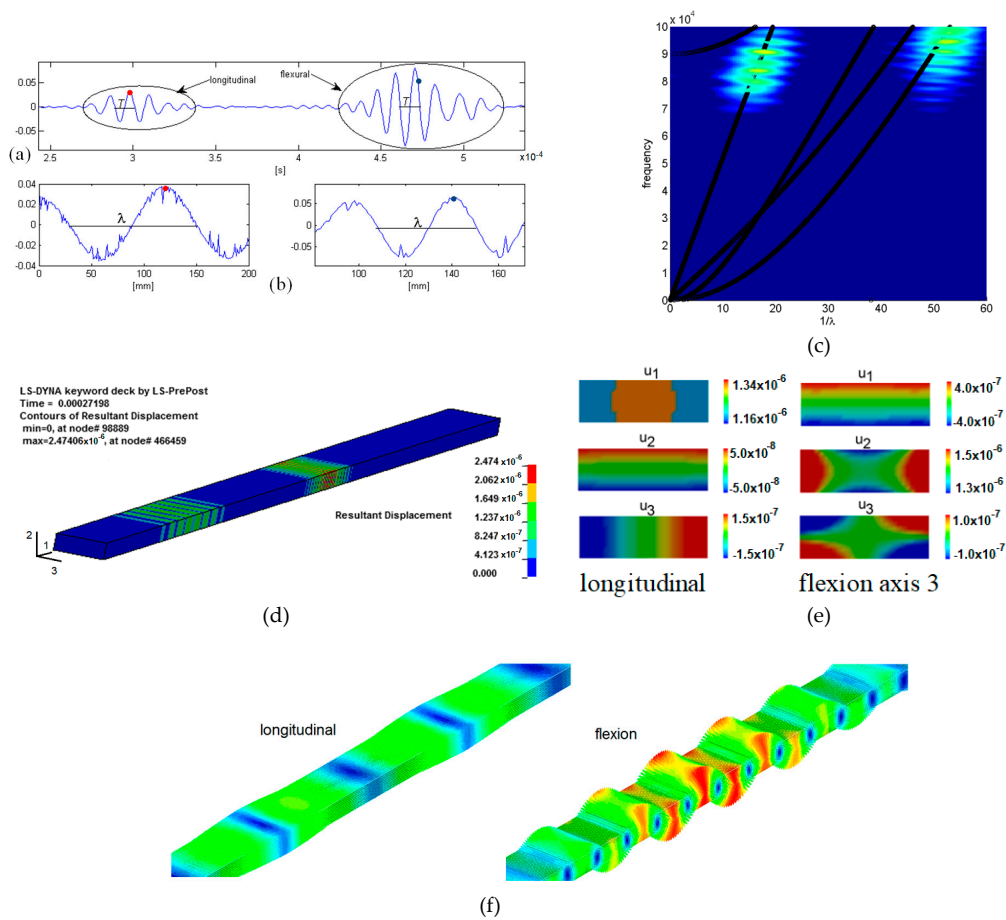 longitudinal
flexural
0.05
0
-0.05
T
T
(a)
2.5
3
3.5
4
4.5
5
×10⁻⁴
[s]
0.04
0.02
0
-0.02
-0.04
λ
0
50
100
150
200
[mm]
(b)
0.05
0
-0.05
λ
100
120
140
160
[mm]
x 10⁴
10
9
8
7
6
5
4
3
2
1
0
frequency
0
10
20
30
40
50
60
1/λ
(c)
LS-DYNA keyword deck by LS-PrePost
Time = 0.00027198
Contours of Resultant Displacement
min=0, at node# 98889
max=2.47406x10⁻⁶, at node# 466459
2
1
3
Resultant Displacement
2.474 x10⁻⁶
2.062 x10⁻⁶
1.649 x10⁻⁶
1.237 x10⁻⁶
8.247 x10⁻⁷
4.123 x10⁻⁷
0.000
(d)
u₁
1.34x10⁻⁶
1.16x10⁻⁶
u₂
5.0x10⁻⁸
-5.0x10⁻⁸
u₃
1.5x10⁻⁷
-1.5x10⁻⁷
longitudinal
u₁
4.0x10⁻⁷
-4.0x10⁻⁷
u₂
1.5x10⁻⁶
1.3x10⁻⁶
u₃
1.0x10⁻⁷
-1.0x10⁻⁷
flexion axis 3
(e)
longitudinal
flexion
(f)